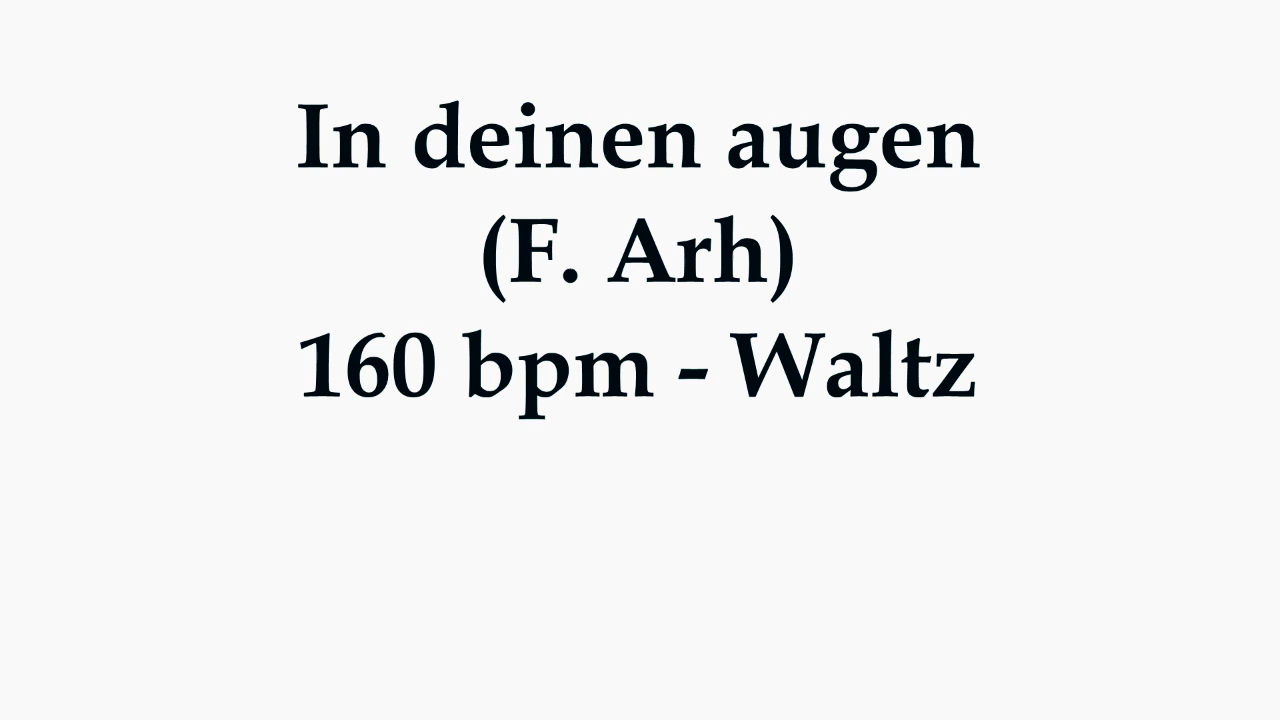 In deinen augen
(F. Arh)
160 bpm - Waltz